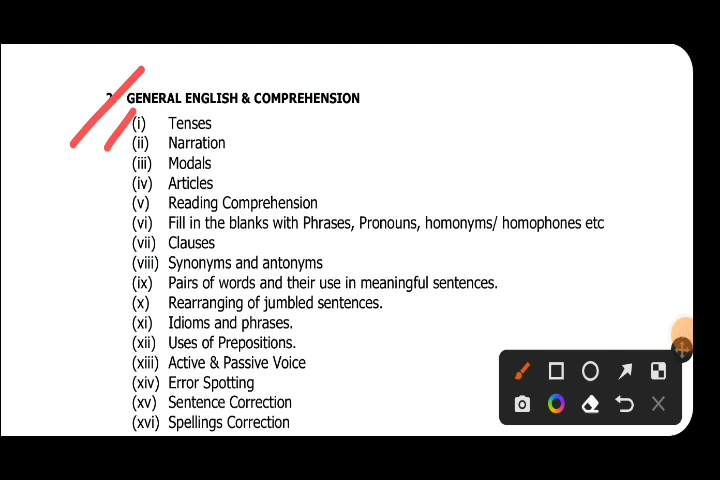 2. GENERAL ENGLISH & COMPREHENSION
(i) Tenses
(ii) Narration
(iii) Modals
(iv) Articles
(v) Reading Comprehension
(vi) Fill in the blanks with Phrases, Pronouns, homonyms/ homophones etc
(vii) Clauses
(viii) Synonyms and antonyms
(ix) Pairs of words and their use in meaningful sentences.
(x) Rearranging of jumbled sentences.
(xi) Idioms and phrases.
(xii) Uses of Prepositions.
(xiii) Active & Passive Voice
(xiv) Error Spotting
(xv) Sentence Correction
(xvi) Spellings Correction